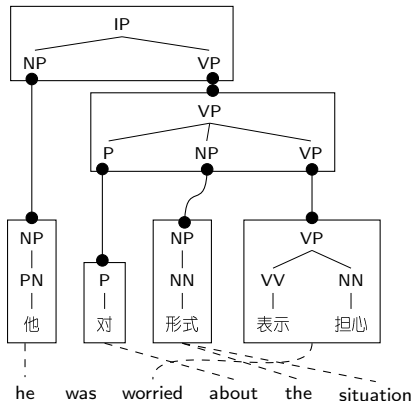 IP
NP VP
VP
P NP VP
NP NP VP
PN P NN VV NN
他 对 形式 表示 担心
he was worried about the situation